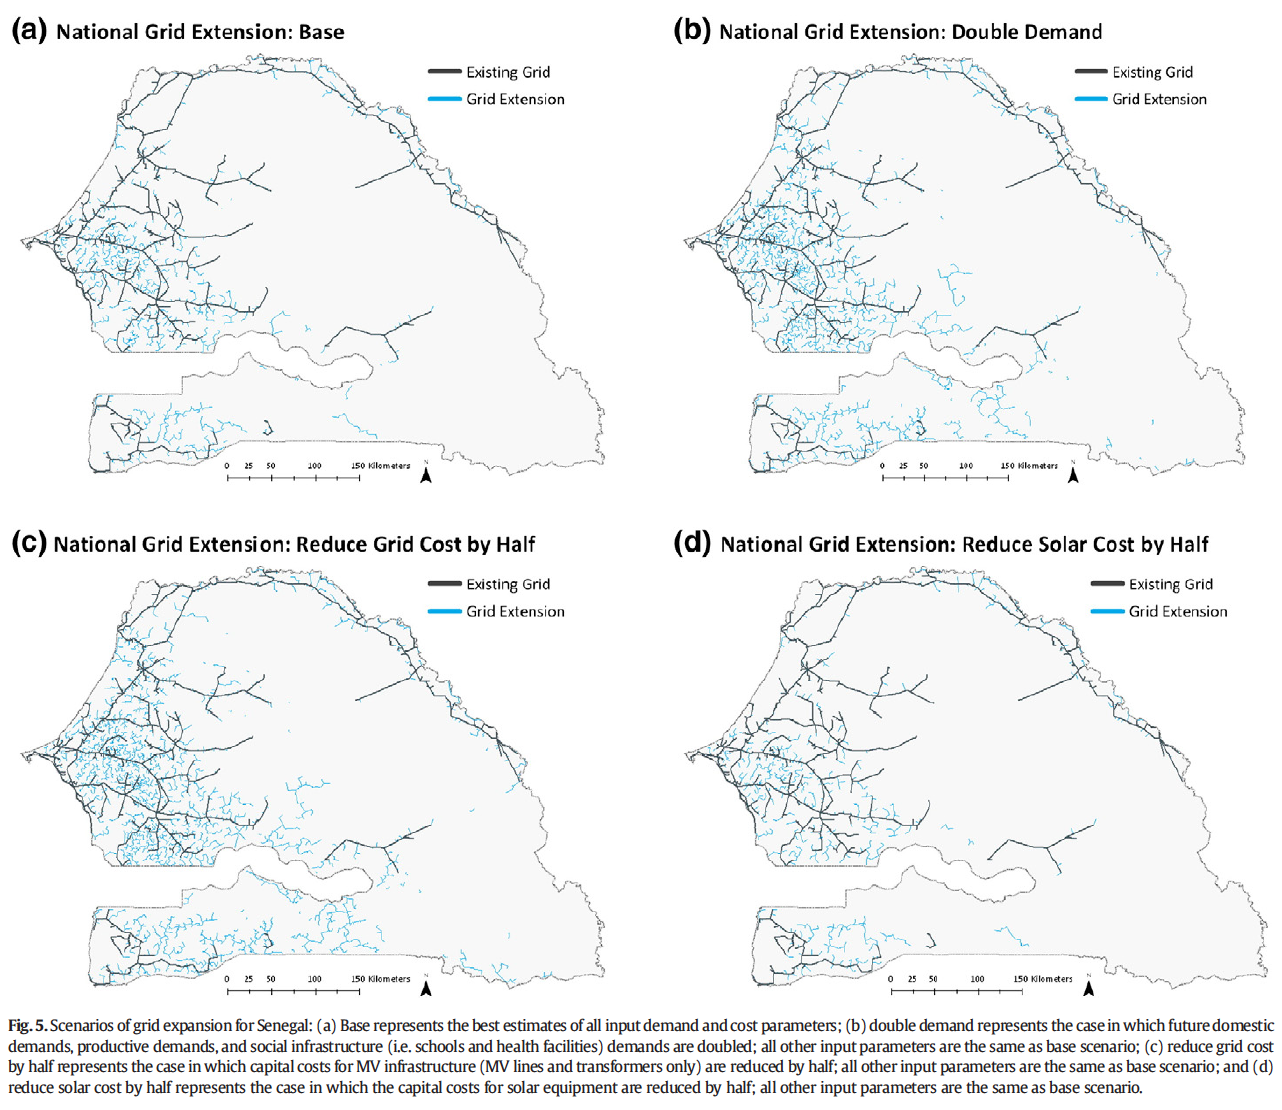 (a) National Grid Extension: Base
Existing Grid
Grid Extension
0 25 50 100 150 Kilometers
N
(b) National Grid Extension: Double Demand
Existing Grid
Grid Extension
0 25 50 100 150 Kilometers
N
(c) National Grid Extension: Reduce Grid Cost by Half
Existing Grid
Grid Extension
0 25 50 100 150 Kilometers
N
(d) National Grid Extension: Reduce Solar Cost by Half
Existing Grid
Grid Extension
0 25 50 100 150 Kilometers
N
Fig. 5. Scenarios of grid expansion for Senegal: (a) Base represents the best estimates of all input demand and cost parameters; (b) double demand represents the case in which future domestic
demands, productive demands, and social infrastructure (i.e. schools and health facilities) demands are doubled; all other input parameters are the same as base scenario; (c) reduce grid cost
by half represents the case in which capital costs for MV infrastructure (MV lines and transformers only) are reduced by half; all other input parameters are the same as base scenario; and (d)
reduce solar cost by half represents the case in which the capital costs for solar equipment are reduced by half; all other input parameters are the same as base scenario.